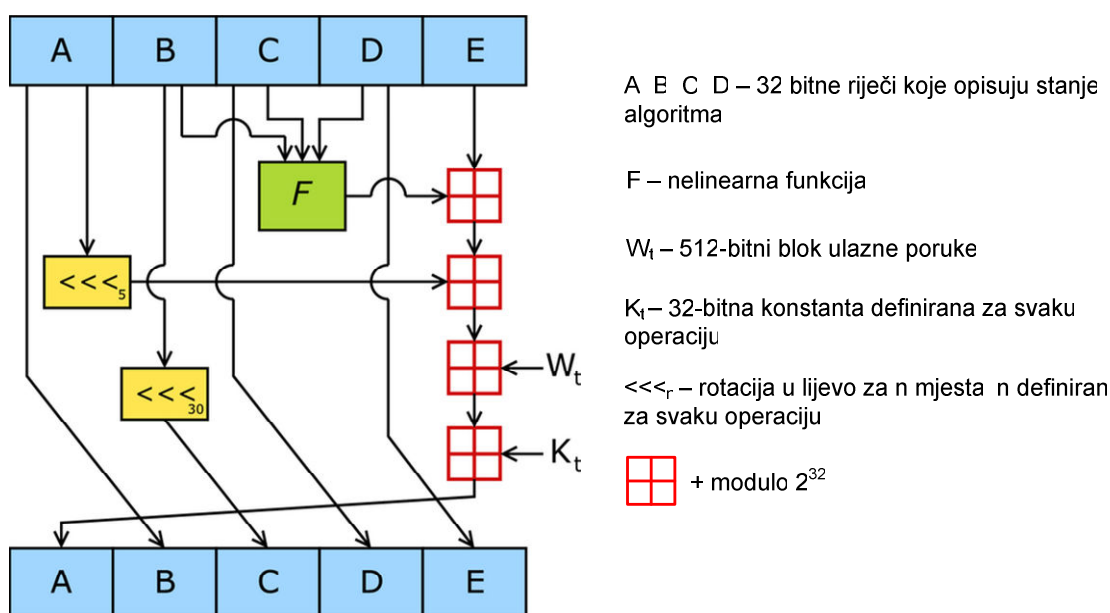 A B C D E
F
<<<5
<<<30
Wt
Kt
A B C D E
A B C D – 32 bitne riječi koje opisuju stanje
algoritma
F – nelinearna funkcija
Wt – 512-bitni blok ulazne poruke
Kt – 32-bitna konstanta definirana za svaku
operaciju
<<<r – rotacija u lijevo za n mjesta n definiran
za svaku operaciju
+ modulo 2^32